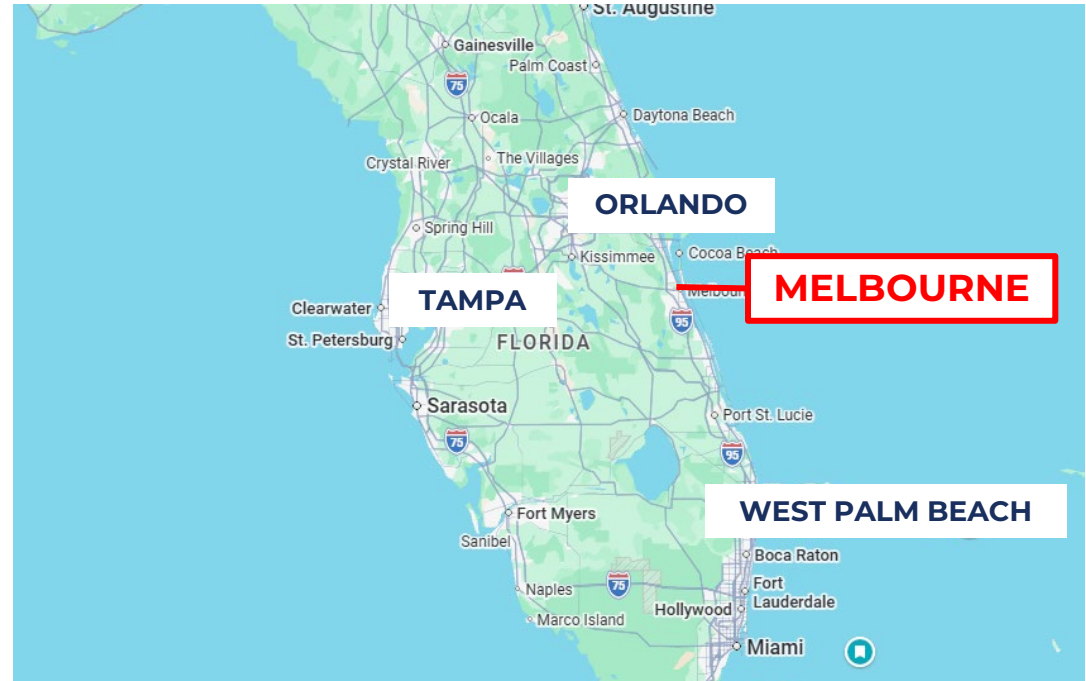 St. Augustine
Gainesville
Palm Coast
75
Ocala
Daytona Beach
Crystal River
The Villages
ORLANDO
Spring Hill
Kissimmee
Cocoa Beach
MELBOURNE
TAMPA
Clearwater
95
St. Petersburg
FLORIDA
Sarasota
Port St. Lucie
75
95
WEST PALM BEACH
Fort Myers
Sanibel
Boca Raton
75
Naples
Fort
Lauderdale
Hollywood
Marco Island
Miami